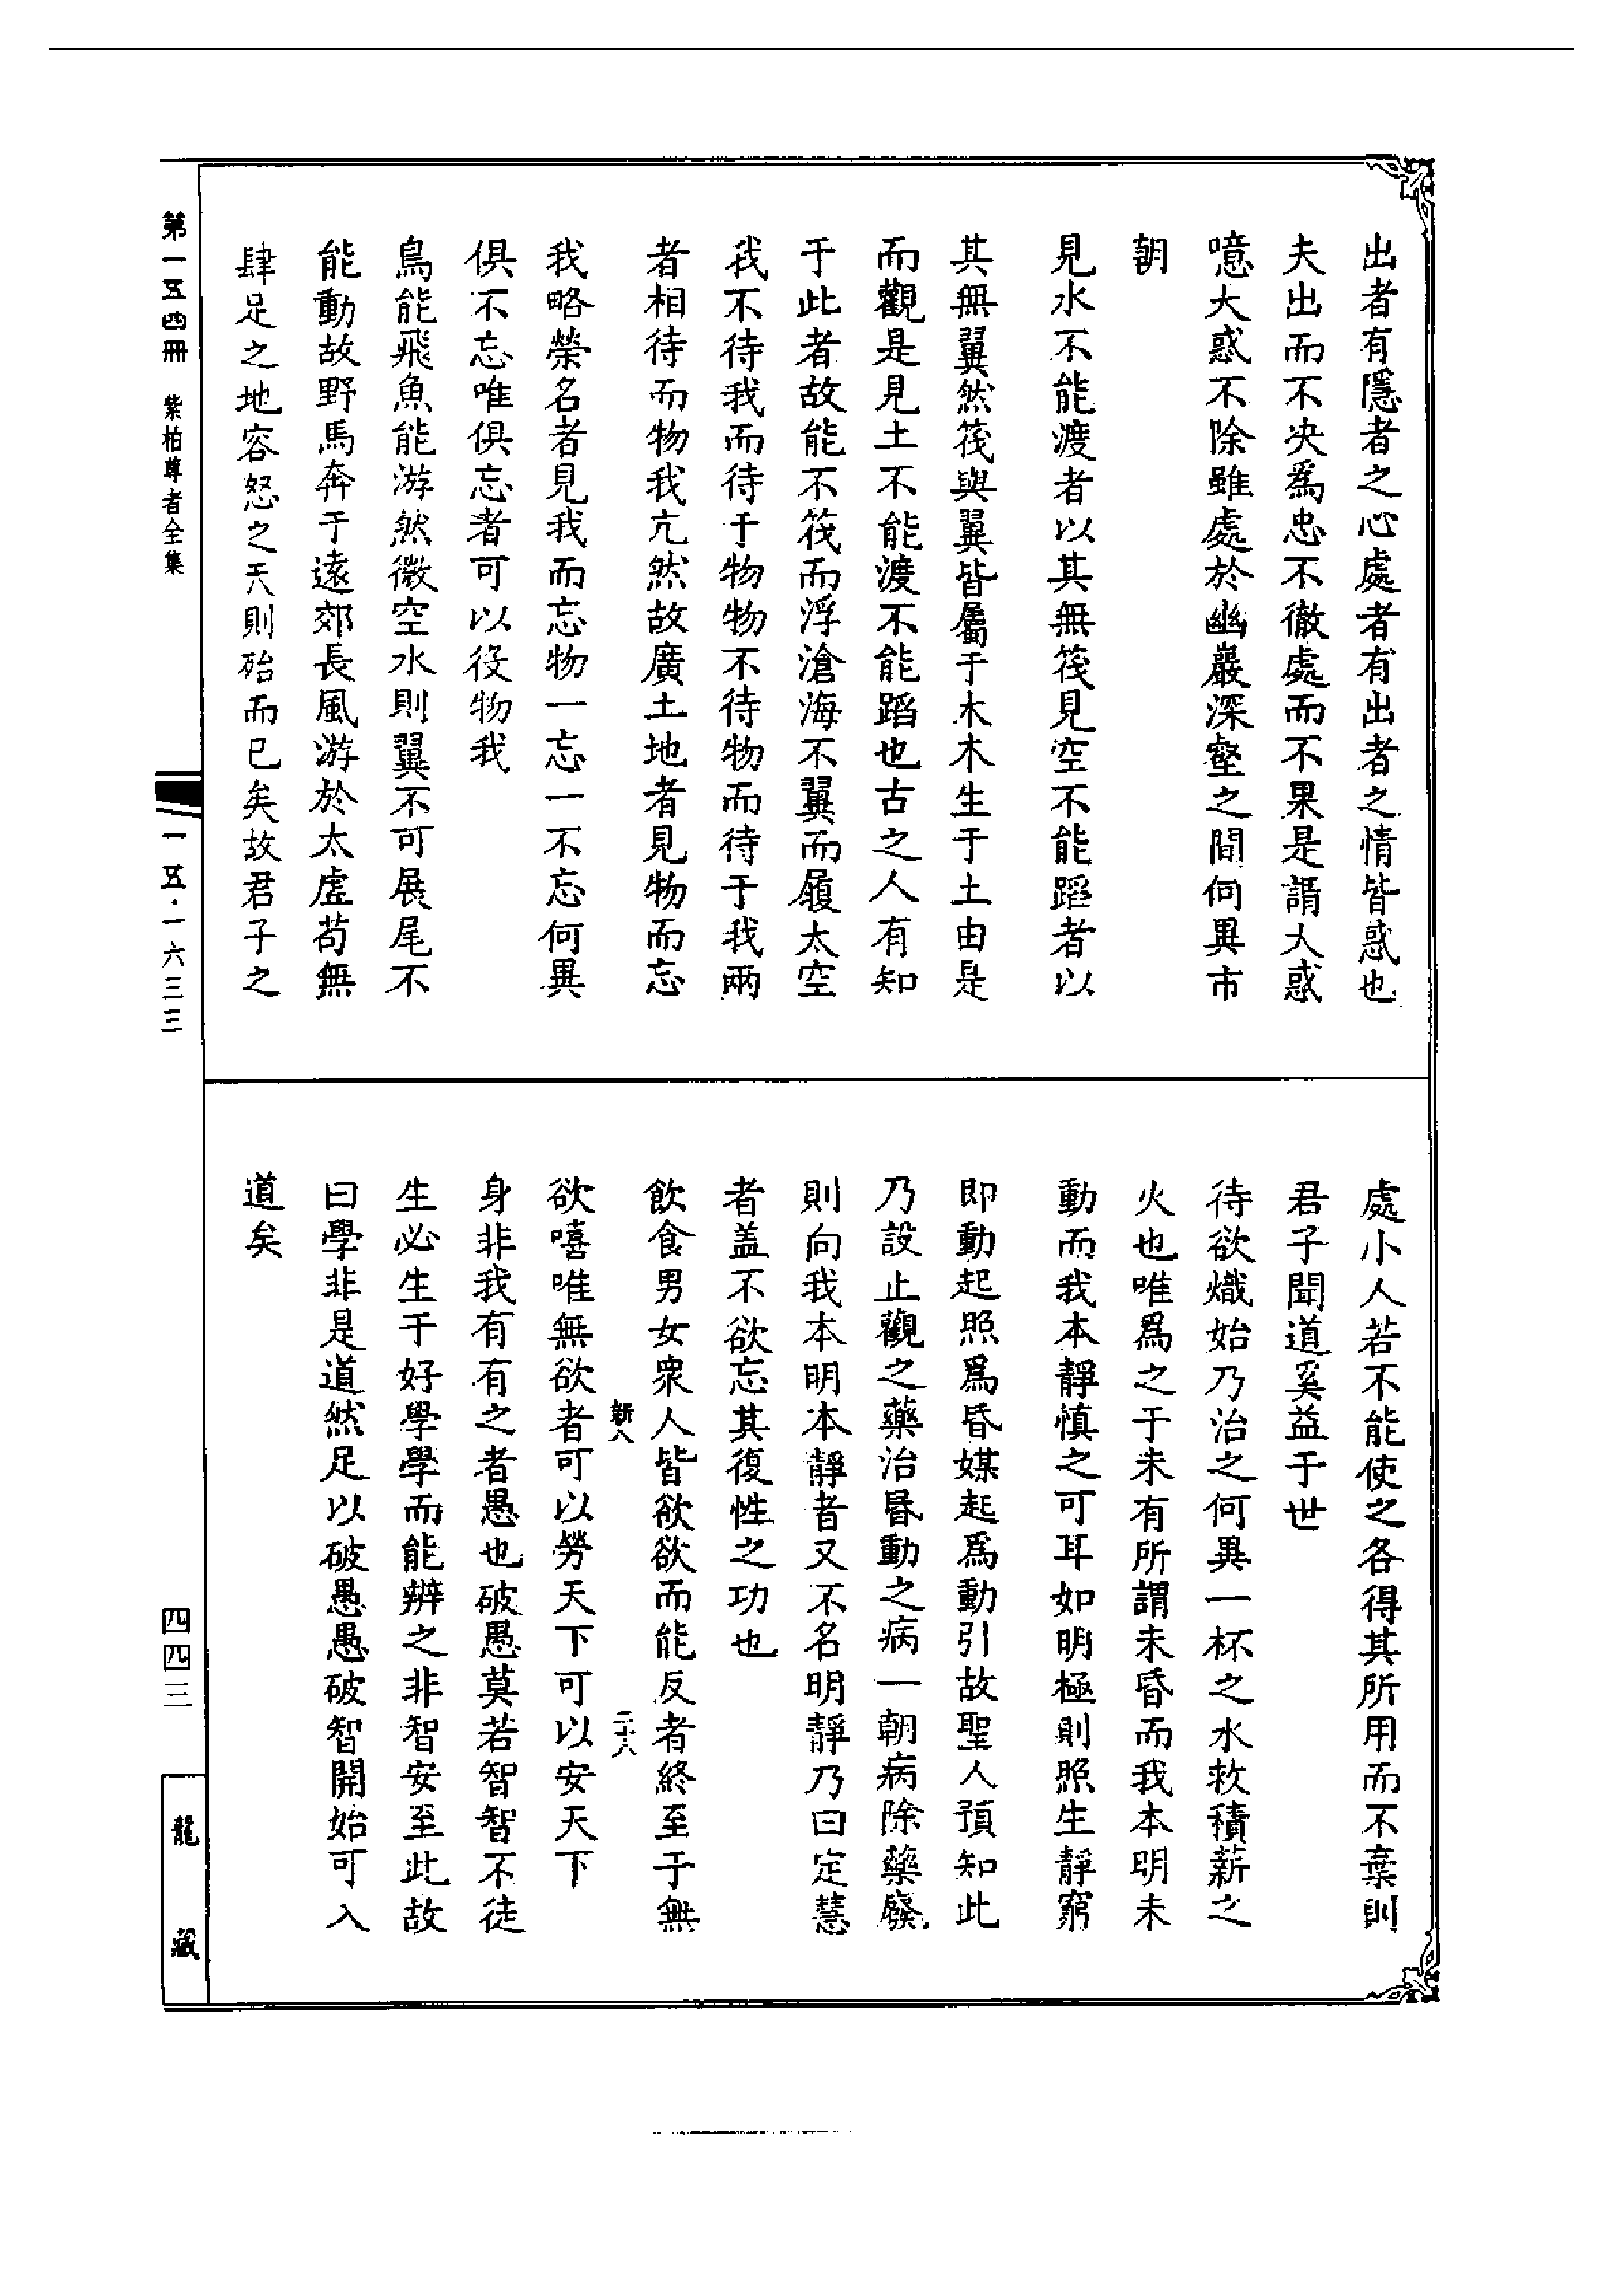 出者有隱者之心處者有出者之情皆惑也
夫出而不决爲忠不徹處而不果是謂大惑
噫大惑不除雖處於幽巖深壑之間何異市
朝
見水不能渡者以其無筏見空不能蹈者以
其無翼然筏與翼皆屬于木木生于土由是
而觀是見土不能渡不能蹈也古之人有知
于此者故能不筏而浮滄海不翼而履太空
我不待我而待于物物不待物而待于我兩
者相待而物我亢然故廣土地者見物而忘
我略榮名者見我而忘物一忘一不忘何異
俱不忘唯俱忘者可以役物我
鳥能飛魚能游然微空水則翼不可展尾不
能動故野馬奔于遠郊長風游於太虛苟無
肆足之地容怒之天則殆而已矣故君子之
處小人若不能使之各得其所用而不棄則
君子聞道奚益于世
待欲熾始乃治之何異一杯之水救積薪之
火也唯爲之于未有所謂未昏而我本明未
動而我本靜慎之可耳如明極則照生靜窮
即動起照爲昏媒起爲動引故聖人預知此
乃設止觀之藥治昏動之病一朝病除藥廢
則向我本明本靜者又不名明靜乃曰定慧
者盖不欲忘其復性之功也
飲食男女衆人皆欲欲而能反者終至于無
欲嘻唯無欲者可以勞天下可以安天下
身非我有有之者愚也破愚莫若智智不徒
生必生于好學學而能辨之非智安至此故
曰學非是道然足以破愚愚破智開始可入
道矣
第一五四冊 紫柏尊者全集
一五·一六三三
四四三
龍藏
二十六